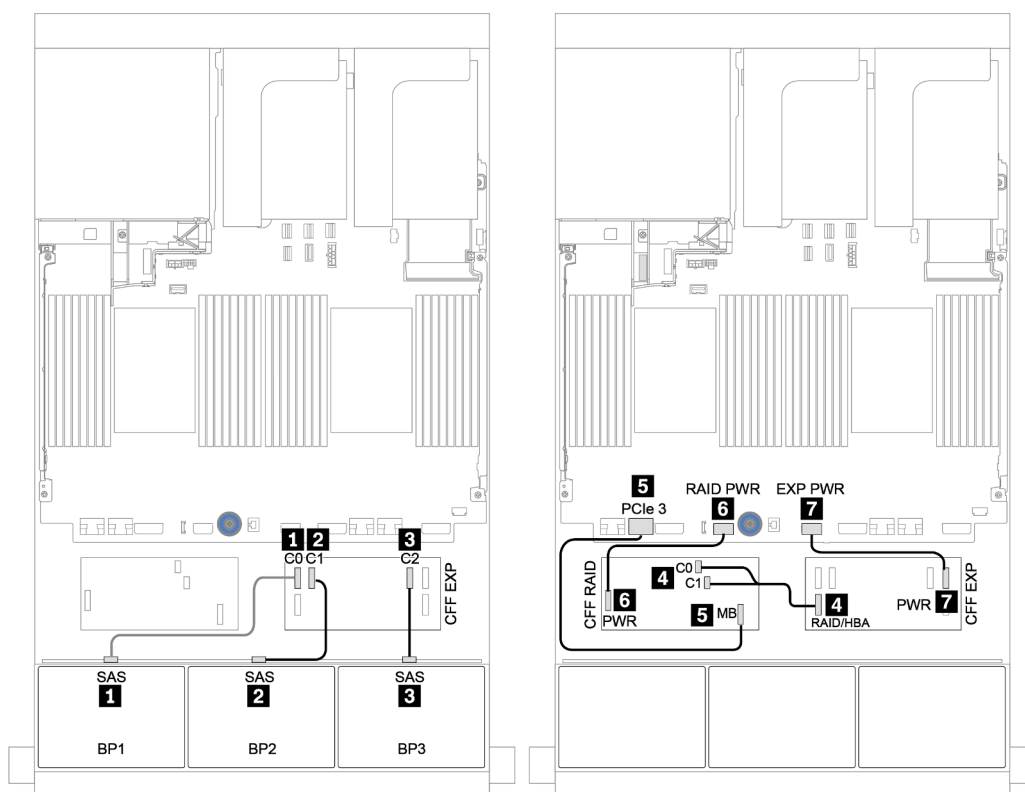 1 2 3
C0 C1 C2
CFF EXP
SAS SAS SAS
1 2 3
BP1 BP2 BP3
5 RAID PWR EXP PWR
PCIe 3 6 7
CFF RAID
4 C0
C1
6
PWR
5 MB
4
RAID/HBA
PWR 7
CFF EXP